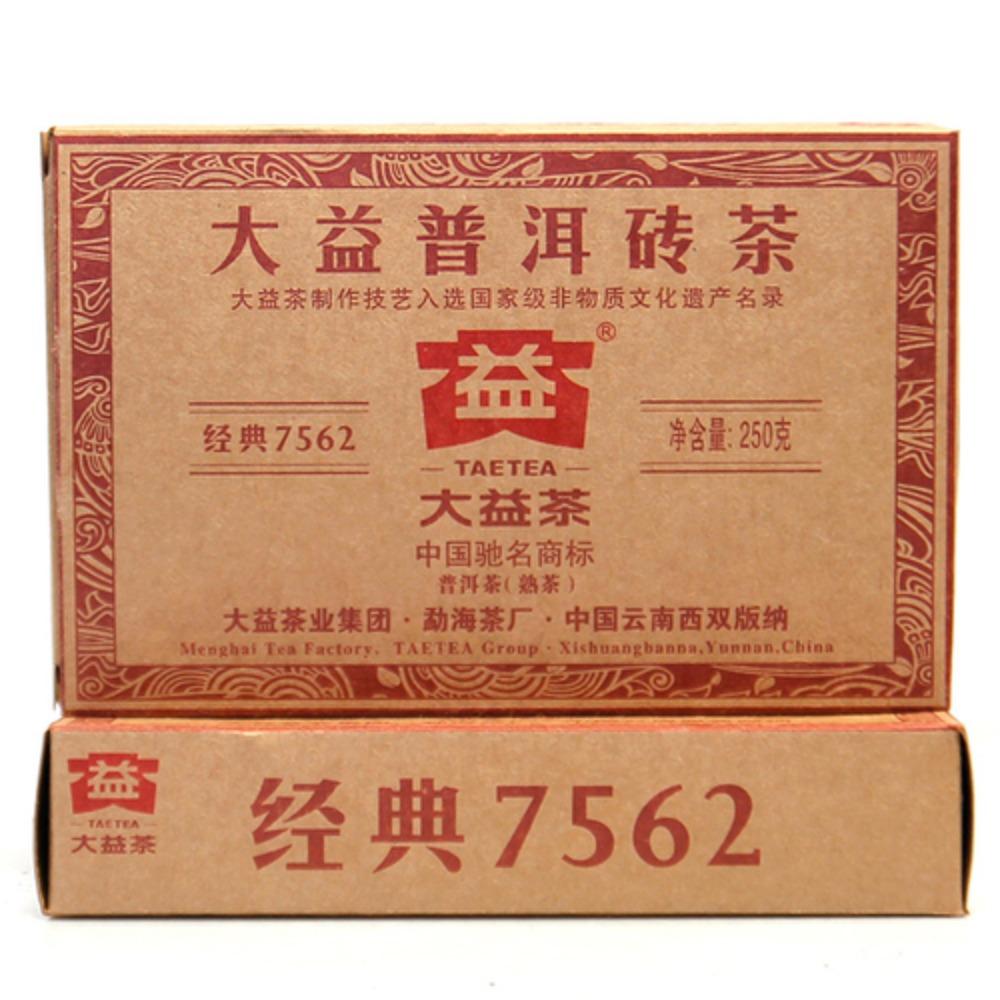 大益普洱砖茶
大益茶制作技艺入选国家级非物质文化遗产名录
益®
经典7562
净含量: 250克
TAETEA
大益茶
中国驰名商标
普洱茶(熟茶)
大益茶业集团·勐海茶厂·中国云南西双版纳
Menghai Tea Factory, TAETEA Group · Xishuangbanna,Yunnan,China
益
TAETEA
大益茶
经典7562